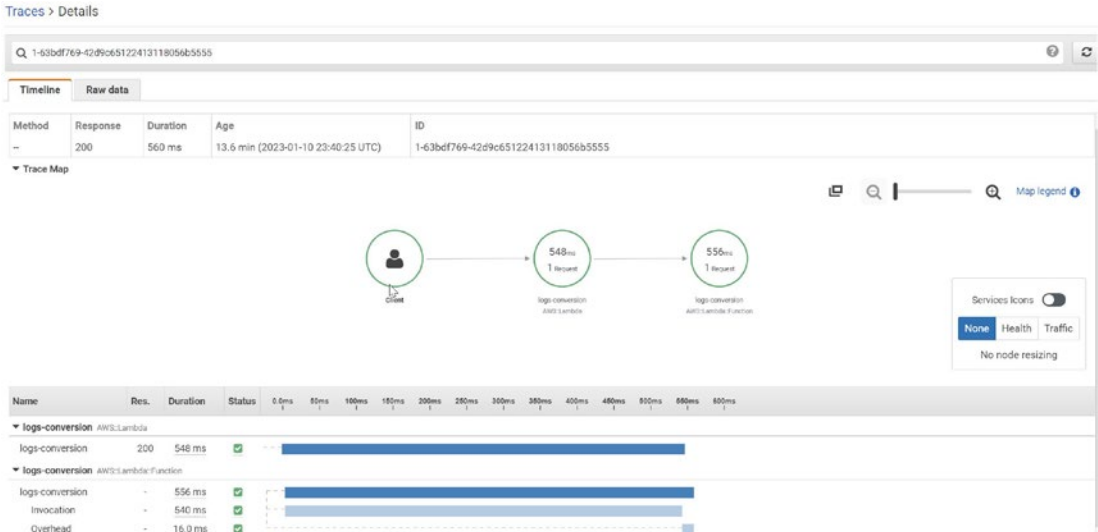 Traces > Details
1-63bdf769-42d9c65122413118056b5555
Timeline Raw data
Method Response Duration Age ID
-- 200 560 ms 13.6 min (2023-01-10 23:40:25 UTC) 1-63bdf769-42d9c65122413118056b5555
Trace Map
Map legend
548ms
1 Request
556ms
1 Request
Client
logs-conversion
AWS::Lambda
logs-conversion
AWS::Lambda::Function
Services Icons
None Health Traffic
No node resizing
Name Res. Duration Status 0.0ms 50ms 100ms 150ms 200ms 250ms 300ms 350ms 400ms 450ms 500ms 550ms 600ms
logs-conversion AWS::Lambda
logs-conversion 200 548 ms
logs-conversion AWS::Lambda::Function
logs-conversion - 556 ms
Invocation - 540 ms
Overhead - 16.0 ms